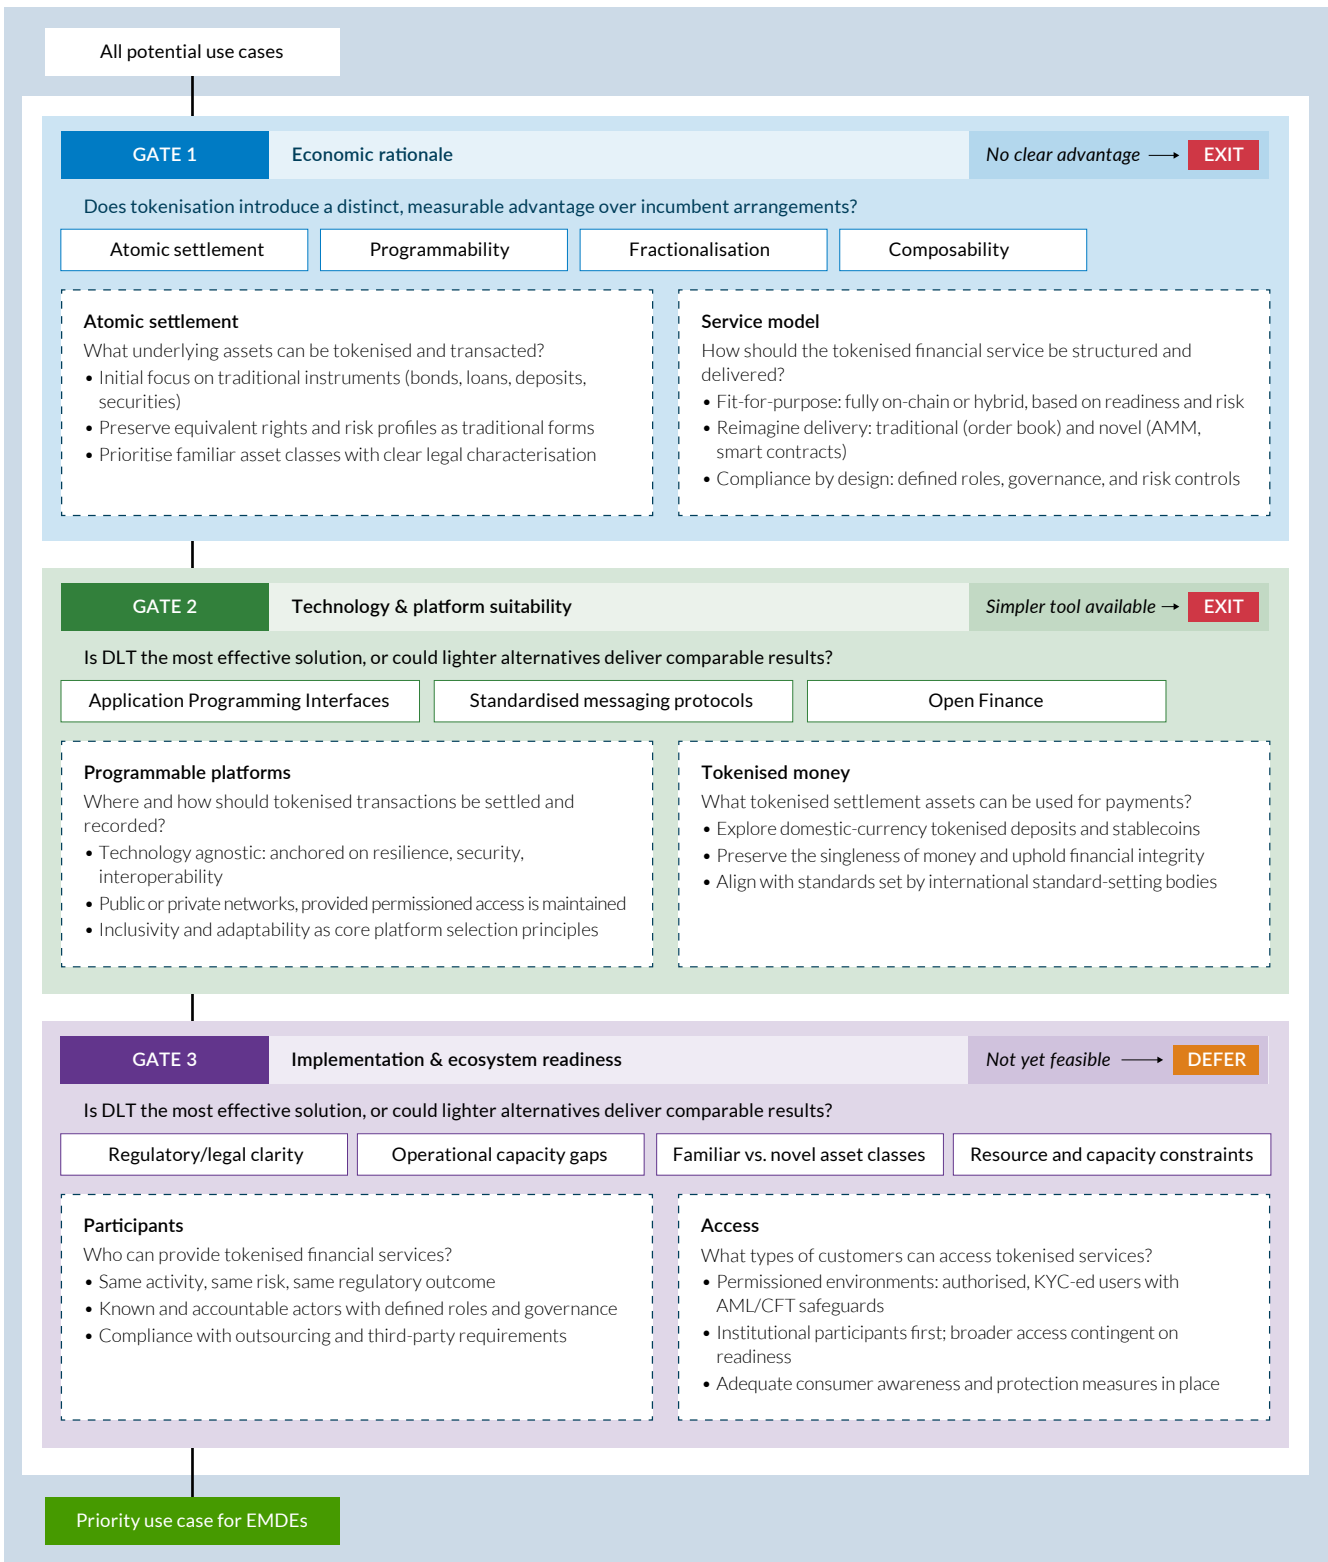 All potential use cases
GATE 1
Economic rationale
No clear advantage
EXIT
Does tokenisation introduce a distinct, measurable advantage over incumbent arrangements?
Atomic settlement
Programmability
Fractionalisation
Composability
Atomic settlement
What underlying assets can be tokenised and transacted?
• Initial focus on traditional instruments (bonds, loans, deposits,
securities)
• Preserve equivalent rights and risk profiles as traditional forms
• Prioritise familiar asset classes with clear legal characterisation
Service model
How should the tokenised financial service be structured and
delivered?
• Fit-for-purpose: fully on-chain or hybrid, based on readiness and risk
• Reimagine delivery: traditional (order book) and novel (AMM,
smart contracts)
• Compliance by design: defined roles, governance, and risk controls
GATE 2
Technology & platform suitability
Simpler tool available
EXIT
Is DLT the most effective solution, or could lighter alternatives deliver comparable results?
Application Programming Interfaces
Standardised messaging protocols
Open Finance
Programmable platforms
Where and how should tokenised transactions be settled and
recorded?
• Technology agnostic: anchored on resilience, security,
interoperability
• Public or private networks, provided permissioned access is maintained
• Inclusivity and adaptability as core platform selection principles
Tokenised money
What tokenised settlement assets can be used for payments?
• Explore domestic-currency tokenised deposits and stablecoins
• Preserve the singleness of money and uphold financial integrity
• Align with standards set by international standard-setting bodies
GATE 3
Implementation & ecosystem readiness
Not yet feasible
DEFER
Is DLT the most effective solution, or could lighter alternatives deliver comparable results?
Regulatory/legal clarity
Operational capacity gaps
Familiar vs. novel asset classes
Resource and capacity constraints
Participants
Who can provide tokenised financial services?
• Same activity, same risk, same regulatory outcome
• Known and accountable actors with defined roles and governance
• Compliance with outsourcing and third-party requirements
Access
What types of customers can access tokenised services?
• Permissioned environments: authorised, KYC-ed users with
AML/CFT safeguards
• Institutional participants first; broader access contingent on
readiness
• Adequate consumer awareness and protection measures in place
Priority use case for EMDEs